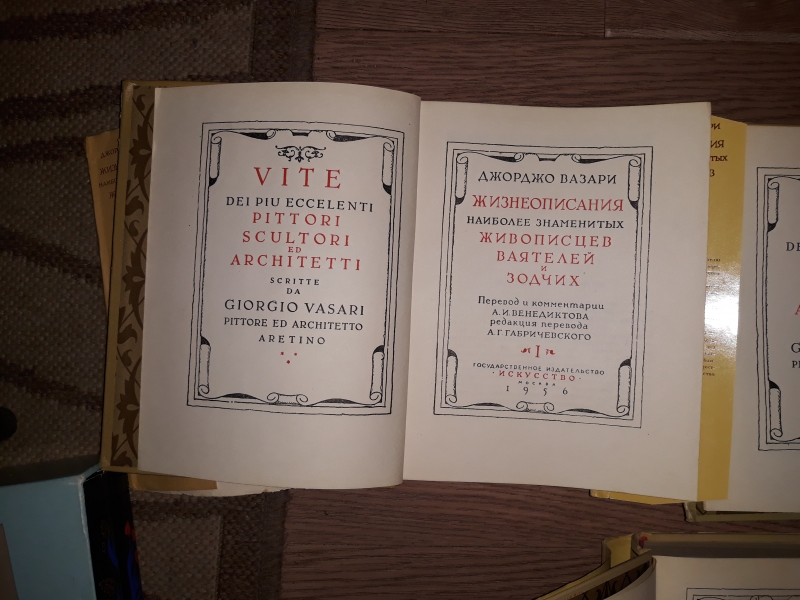 VITE
DEI PIU ECCELENTI
PITTORI
SCULTORI
ED
ARCHITETTI
SCRITTE
DA
GIORGIO VASARI
PITTORE ED ARCHITETTO
ARETINO
ДЖОРДЖО ВАЗАРИ
ЖИЗНЕОПИСАНИЯ
НАИБОЛЕЕ ЗНАМЕНИТЫХ
ЖИВОПИСЦЕВ
ВАЯТЕЛЕЙ
И
ЗОДЧИХ
Перевод и комментарии
А.И.ВЕНЕДИКТОВА
редакция перевода
А.Г.ГАБРИЧЕВСКОГО
I
ГОСУДАРСТВЕННОЕ ИЗДАТЕЛЬСТВО
·ИСКУССТВО·
МОСКВА
1956